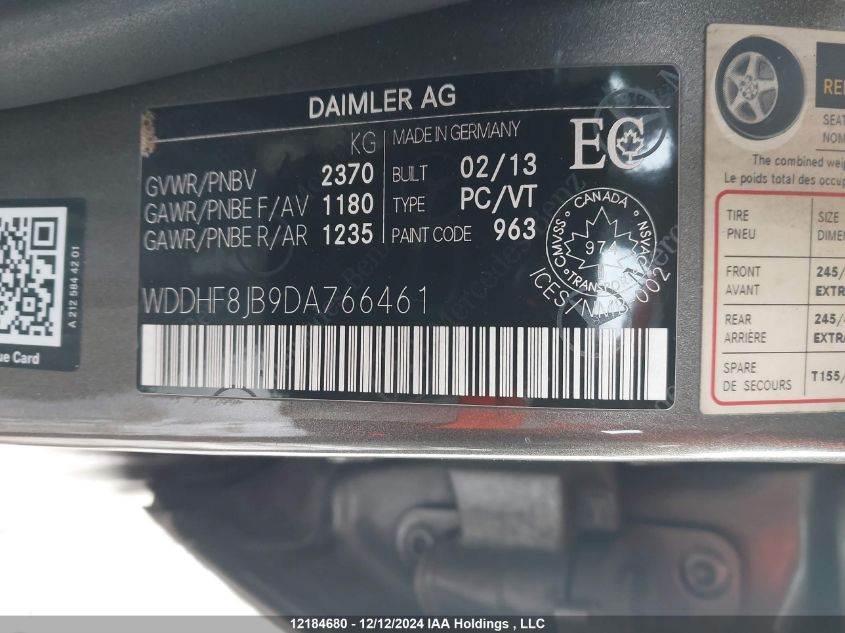 DAIMLER AG
KG
MADE IN GERMANY
EC
GVWR/PNBV 2370
BUILT 02/13
GAWR/PNBE F/AV 1180
TYPE PC/VT
GAWR/PNBE R/AR 1235
PAINT CODE 963
CMVSS CANADA NSVAC
TRANSPORT
ICES/NMB-002
WDDHF8JB9DA766461
A 212 584 42 01
ue Card
SEAT
NOM
The combined weig
Le poids total des occup
TIRE SIZE
PNEU DIME
FRONT 245/
AVANT EXTR
REAR 245/
ARRIÈRE EXTRA
SPARE
DE SECOURS T155/
12184680 - 12/12/2024 IAA Holdings , LLC